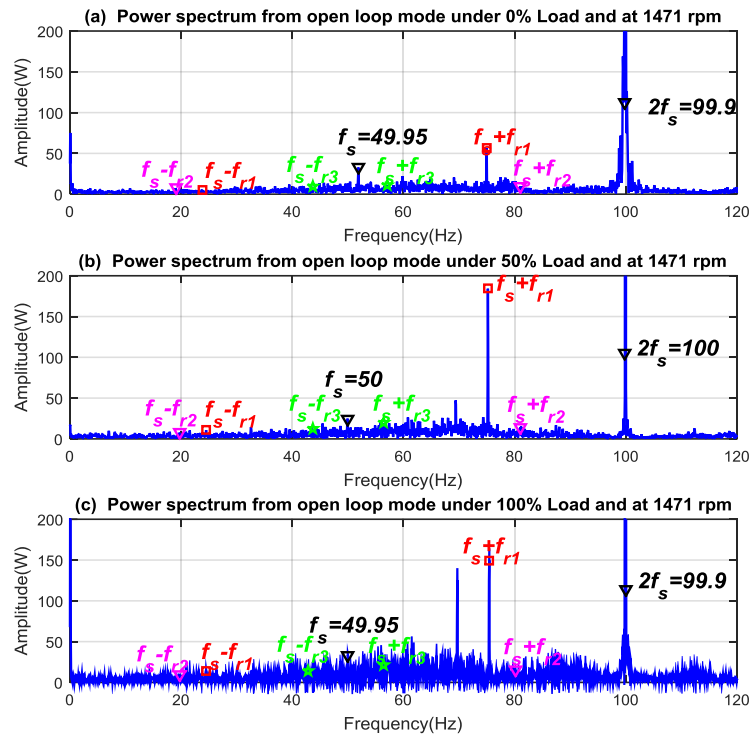 (a) Power spectrum from open loop mode under 0% Load and at 1471 rpm
Amplitude(W)
200
150
100
50
0
2fs=99.9
fs=49.95
fs+fr1
fs-fr2
fs-fr1
fs-fr3
fs+fr3
fs+fr2
0 20 40 60 80 100 120
Frequency(Hz)
(b) Power spectrum from open loop mode under 50% Load and at 1471 rpm
Amplitude(W)
200
150
100
50
0
fs+fr1
2fs=100
fs=50
fs-fr2
fs-fr1
fs-fr3
fs+fr3
fs+fr2
0 20 40 60 80 100 120
Frequency(Hz)
(c) Power spectrum from open loop mode under 100% Load and at 1471 rpm
Amplitude(W)
200
150
100
50
0
fs+fr1
2fs=99.9
fs=49.95
fs-fr2
fs-fr1
fs-fr3
fs+fr3
fs+fr2
0 20 40 60 80 100 120
Frequency(Hz)